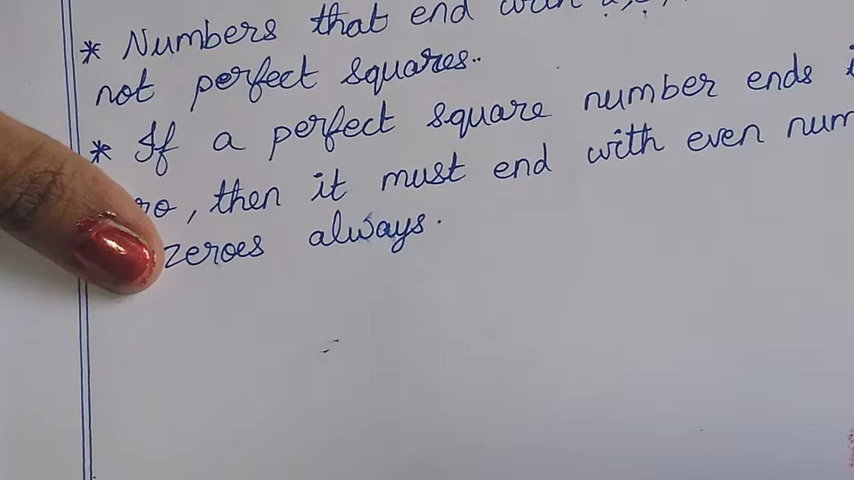 * Numbers that end with
not perfect squares..
* If a perfect square number ends
then it must end with even
zeroes always.